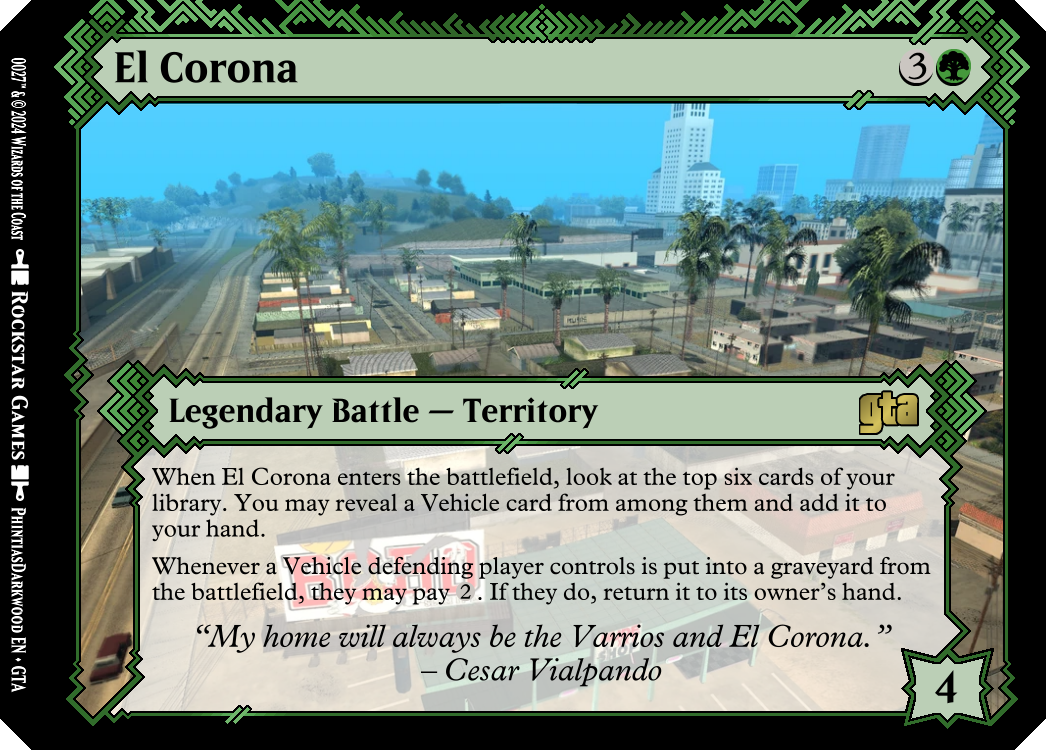 El Corona
3
Legendary Battle — Territory
gta
When El Corona enters the battlefield, look at the top six cards of your
library. You may reveal a Vehicle card from among them and add it to
your hand.
Whenever a Vehicle defending player controls is put into a graveyard from
the battlefield, they may pay 2 . If they do, return it to its owner's hand.
“My home will always be the Varrios and El Corona.”
– Cesar Vialpando
4
0027 ™ & © 2024 Wizards of the Coast Rockstar Games PhintiasDarkwood EN • GTA